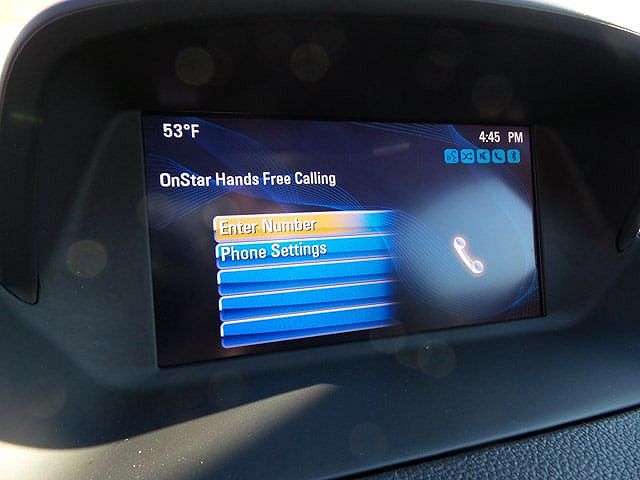 53°F
4:45 PM
OnStar Hands Free Calling
Enter Number
Phone Settings